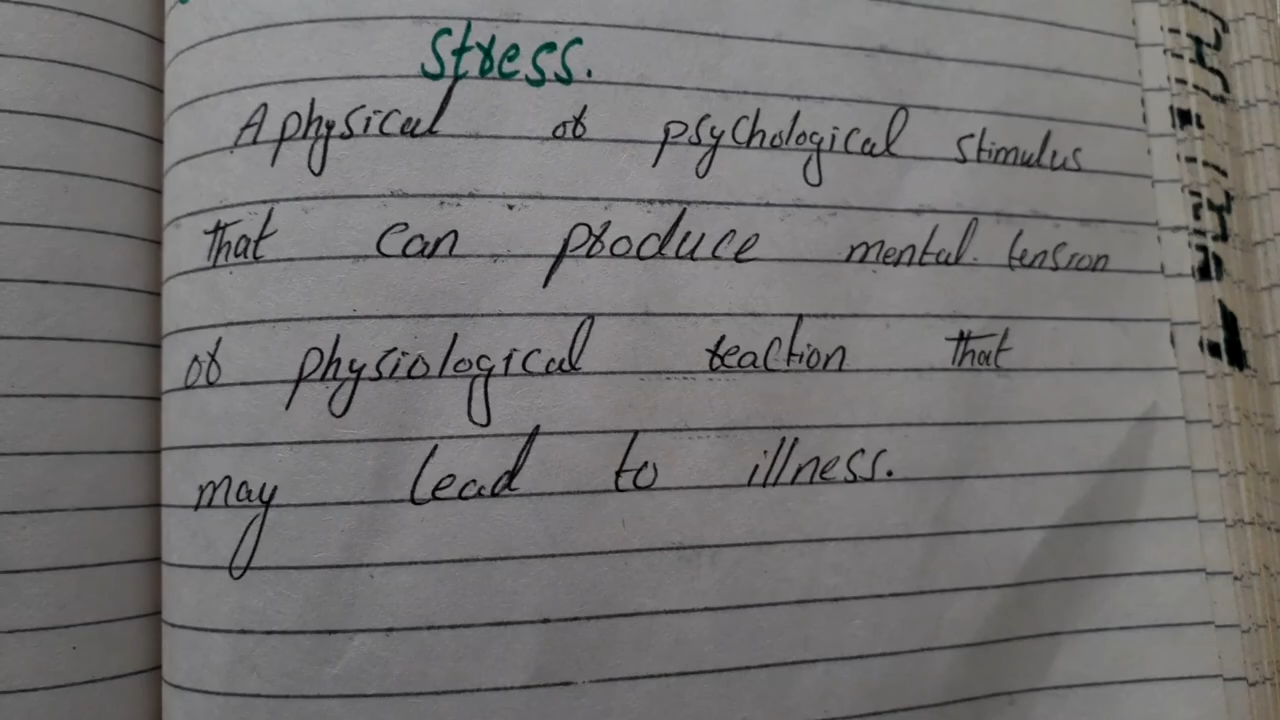 Stress.
A physical or psychological stimulus
that can produce mental tension
or physiological reaction that
may lead to illness.